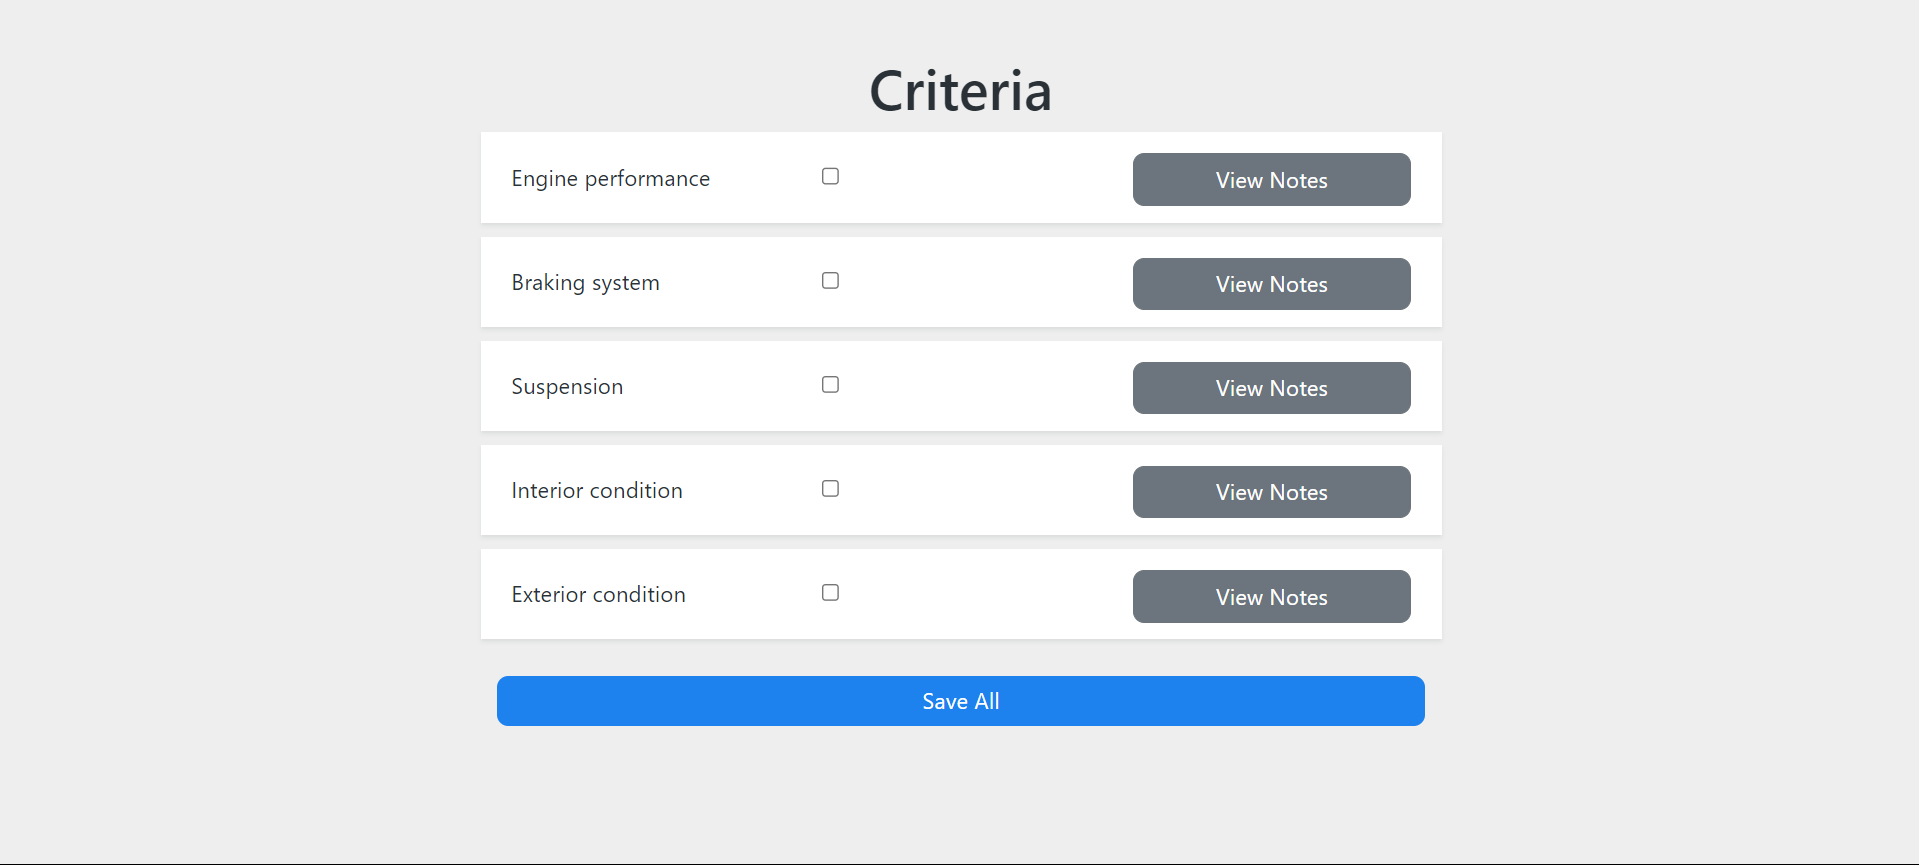 Criteria
Engine performance View Notes
Braking system View Notes
Suspension View Notes
Interior condition View Notes
Exterior condition View Notes
Save All